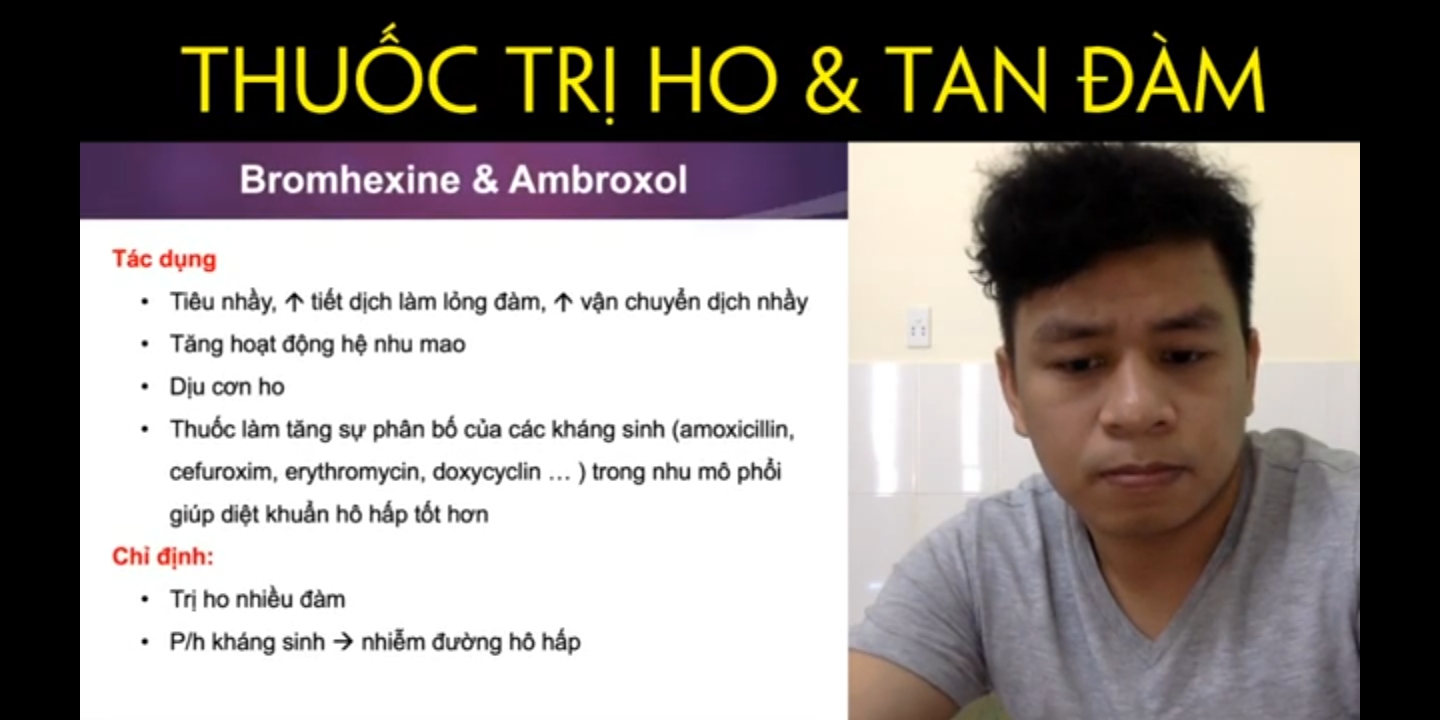 THUỐC TRỊ HO & TAN ĐÀM
Bromhexine & Ambroxol
Tác dụng
• Tiêu nhầy, ↑ tiết dịch làm lỏng đàm, ↑ vận chuyển dịch nhầy
• Tăng hoạt động hệ nhu mao
• Dịu cơn ho
• Thuốc làm tăng sự phân bố của các kháng sinh (amoxicillin,
cefuroxim, erythromycin, doxycyclin … ) trong nhu mô phổi
giúp diệt khuẩn hô hấp tốt hơn
Chỉ định:
• Trị ho nhiều đàm
• P/h kháng sinh → nhiễm đường hô hấp